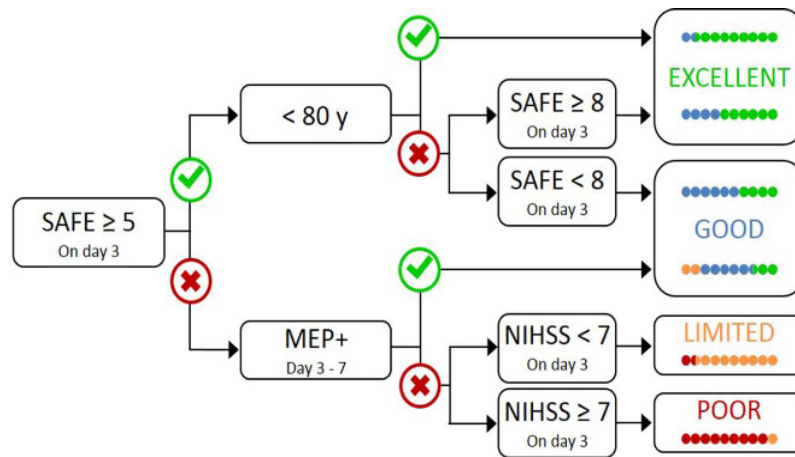 EXCELLENT
< 80 y
SAFE ≥ 8
On day 3
SAFE < 8
On day 3
SAFE ≥ 5
On day 3
GOOD
MEP+
Day 3 - 7
NIHSS < 7
On day 3
LIMITED
NIHSS ≥ 7
On day 3
POOR